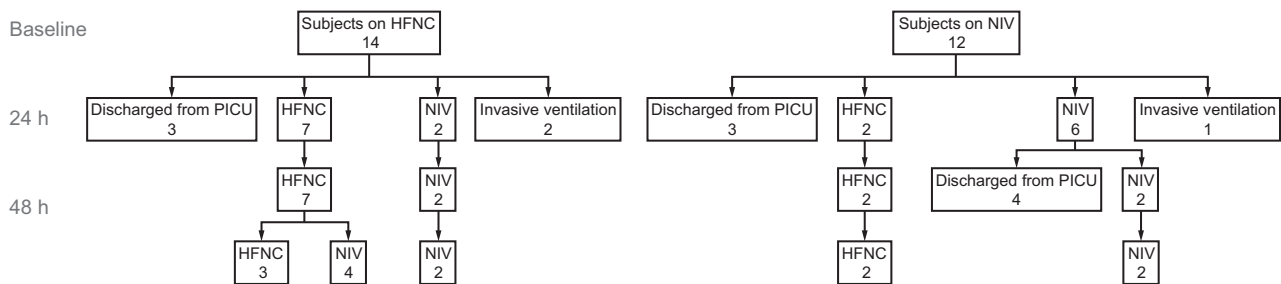 Baseline
Subjects on HFNC
14
Subjects on NIV
12
24 h
Discharged from PICU
3
HFNC
7
NIV
2
Invasive ventilation
2
Discharged from PICU
3
HFNC
2
NIV
6
Invasive ventilation
1
48 h
HFNC
7
NIV
2
HFNC
2
Discharged from PICU
4
NIV
2
HFNC
3
NIV
4
NIV
2
HFNC
2
NIV
2